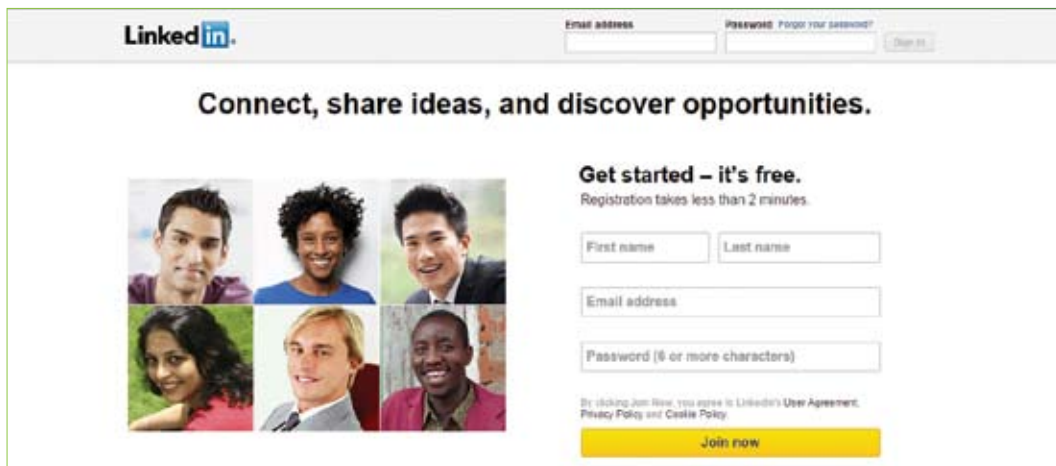 Linked in.
Email address
Password Forgot your password?
Sign In
Connect, share ideas, and discover opportunities.
Get started – it's free.
Registration takes less than 2 minutes.
First name Last name
Email address
Password (6 or more characters)
By clicking Join Now, you agree to LinkedIn's User Agreement,
Privacy Policy and Cookie Policy.
Join now